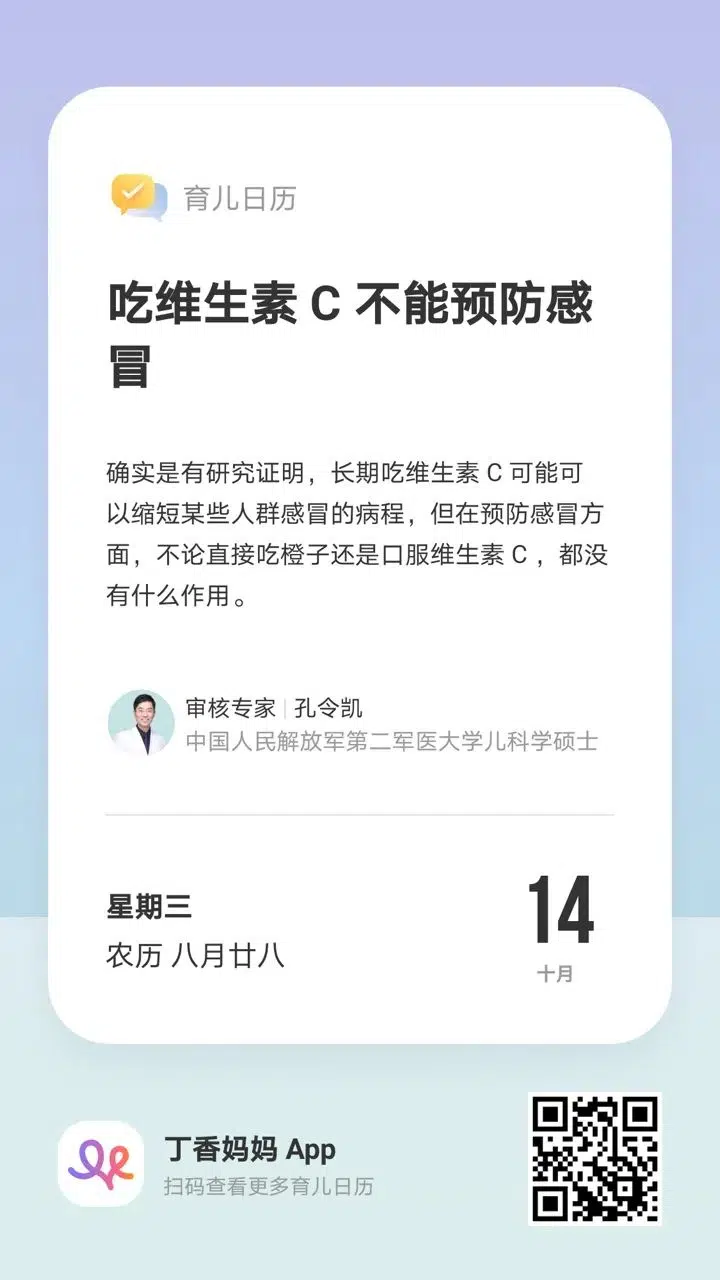 育儿日历
吃维生素 C 不能预防感
冒
确实是有研究证明，长期吃维生素 C 可能可
以缩短某些人群感冒的病程，但在预防感冒方
面，不论直接吃橙子还是口服维生素 C ，都没
有什么作用。
审核专家 | 孔令凯
中国人民解放军第二军医大学儿科学硕士
星期三
农历 八月廿八
14
十月
丁香妈妈 App
扫码查看更多育儿日历